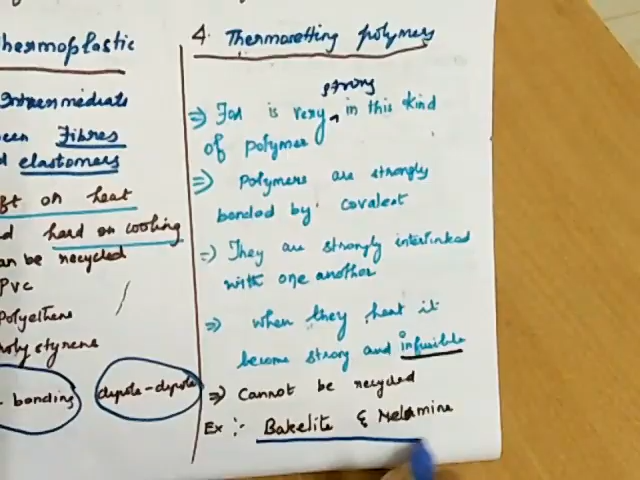 thermoplastic
Intermediate
een Fibres
d elastomers
ft on heat
d hard on cooling
an be recycled
PVC
Polyethene
oly styrene
- bonding
dipole-dipole
4. Thermosetting polymers
strong
⇒ FOA is very ^ in this kind
of polymer
⇒ Polymers are strongly
bonded by covalent
⇒ They are strongly interlinked
with one another
⇒ when they heat it
become strong and infusible
⇒ Cannot be recycled
Ex :- Bakelite & Melamine